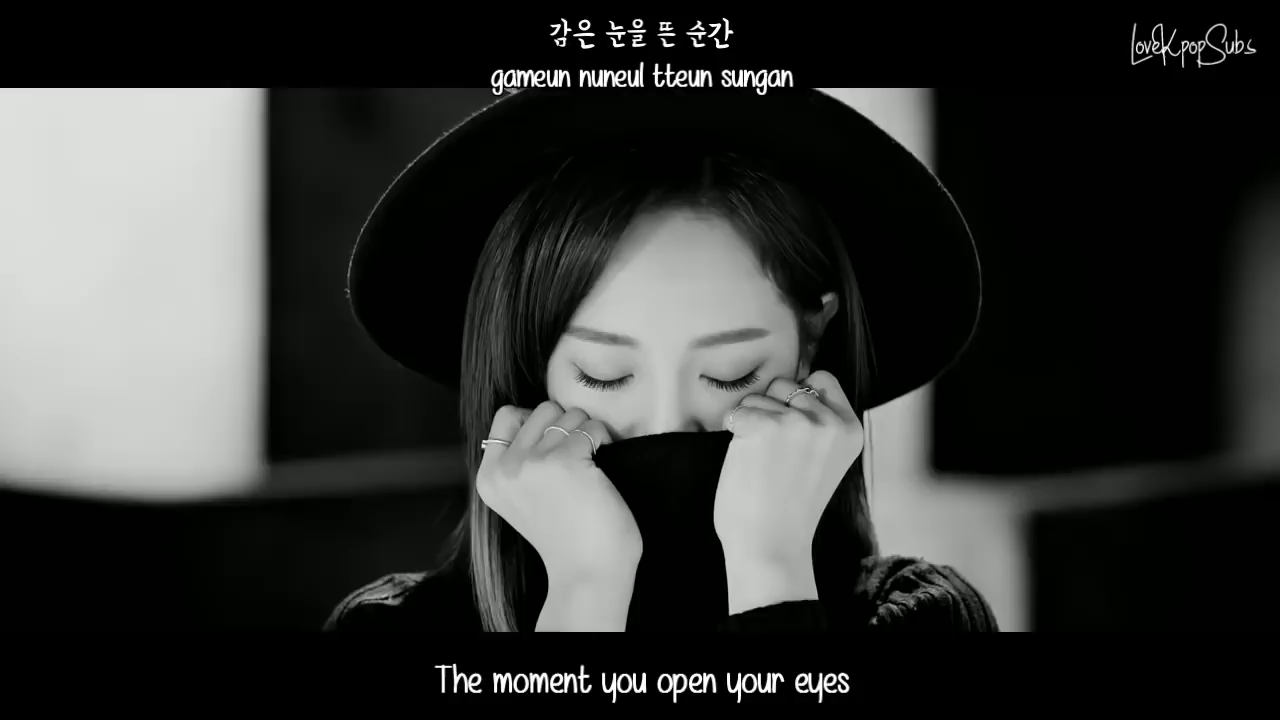 감은 눈을 뜬 순간
gameun nuneul tteun sungan
LoveKpopSubs
The moment you open your eyes